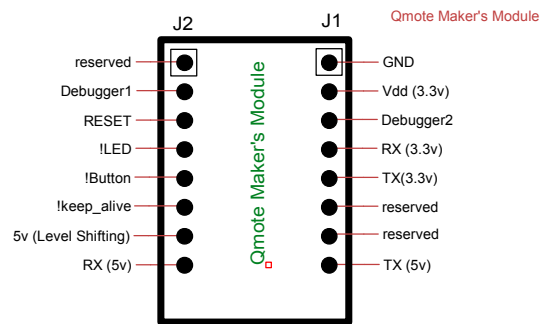 Qmote Maker's Module
J2
J1
reserved
GND
Debugger1
Vdd (3.3v)
RESET
Debugger2
!LED
RX (3.3v)
!Button
TX(3.3v)
!keep_alive
reserved
5v (Level Shifting)
reserved
RX (5v)
TX (5v)
Qmote Maker's Module